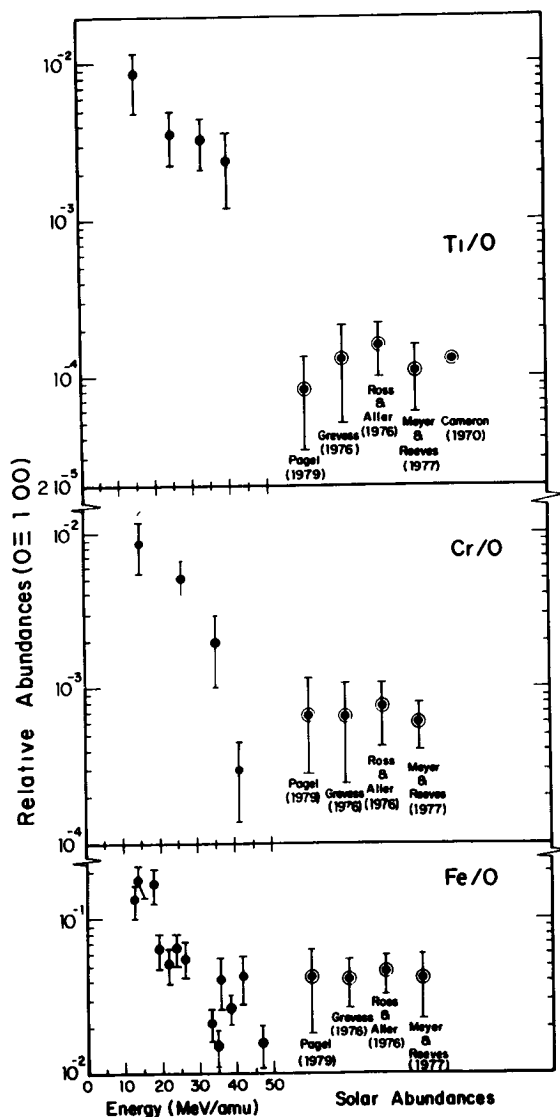 Relative Abundances (O≡1 00)
10-2
10-3
10-4
2 10-5
Ti/O
Pagel
(1979)
Grevess
(1976)
Ross
&
Aller
(1976)
Meyer
&
Reeves
(1977)
Cameron
(1970)
10-2
10-3
10-4
Cr/O
Pagel
(1979)
Grevess
(1976)
Ross
&
Aller
(1976)
Meyer
&
Reeves
(1977)
10-1
10-2
Fe/O
Pagel
(1979)
Grevess
(1976)
Ross
&
Aller
(1976)
Meyer
&
Reeves
(1977)
0 10 20 30 40 50
Energy (MeV/amu)
Solar Abundances